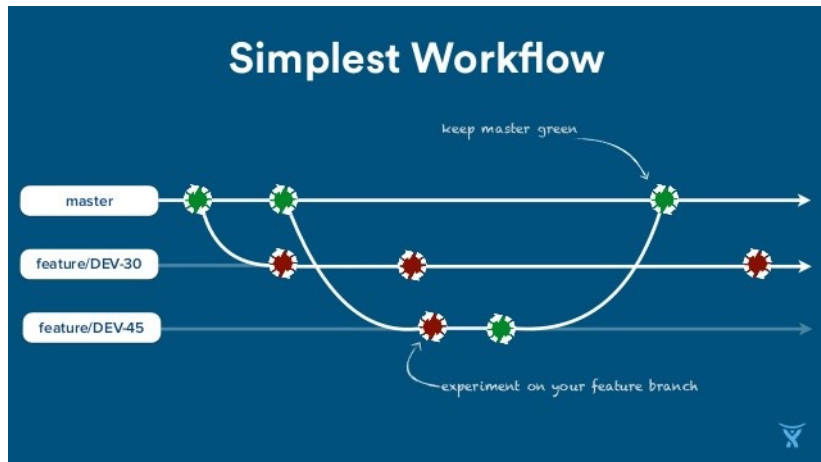 Simplest Workflow
keep master green
master
feature/DEV-30
feature/DEV-45
experiment on your feature branch